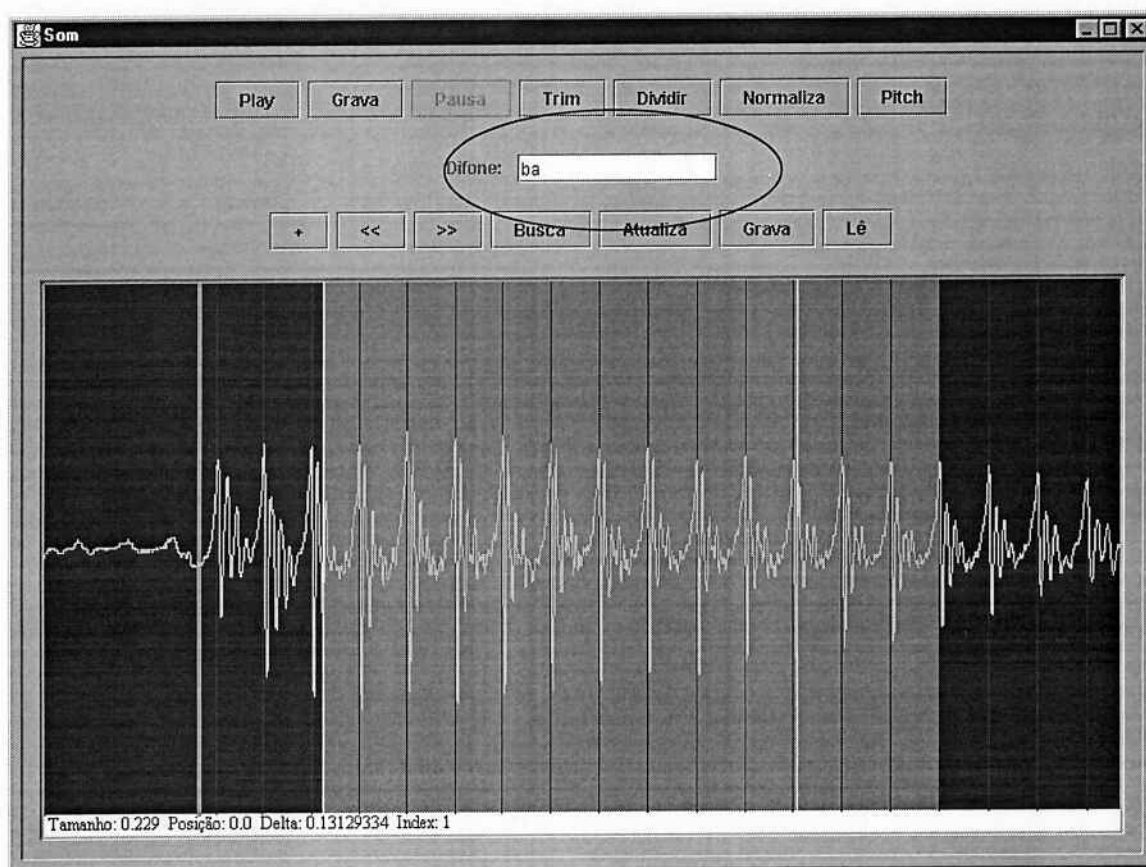 Som
Play Grava Pausa Trim Dividir Normaliza Pitch
Difone: ba
+ << >> Busca Atualiza Grava Lê
Tamanho: 0.229 Posição: 0.0 Delta: 0.13129334 Index: 1